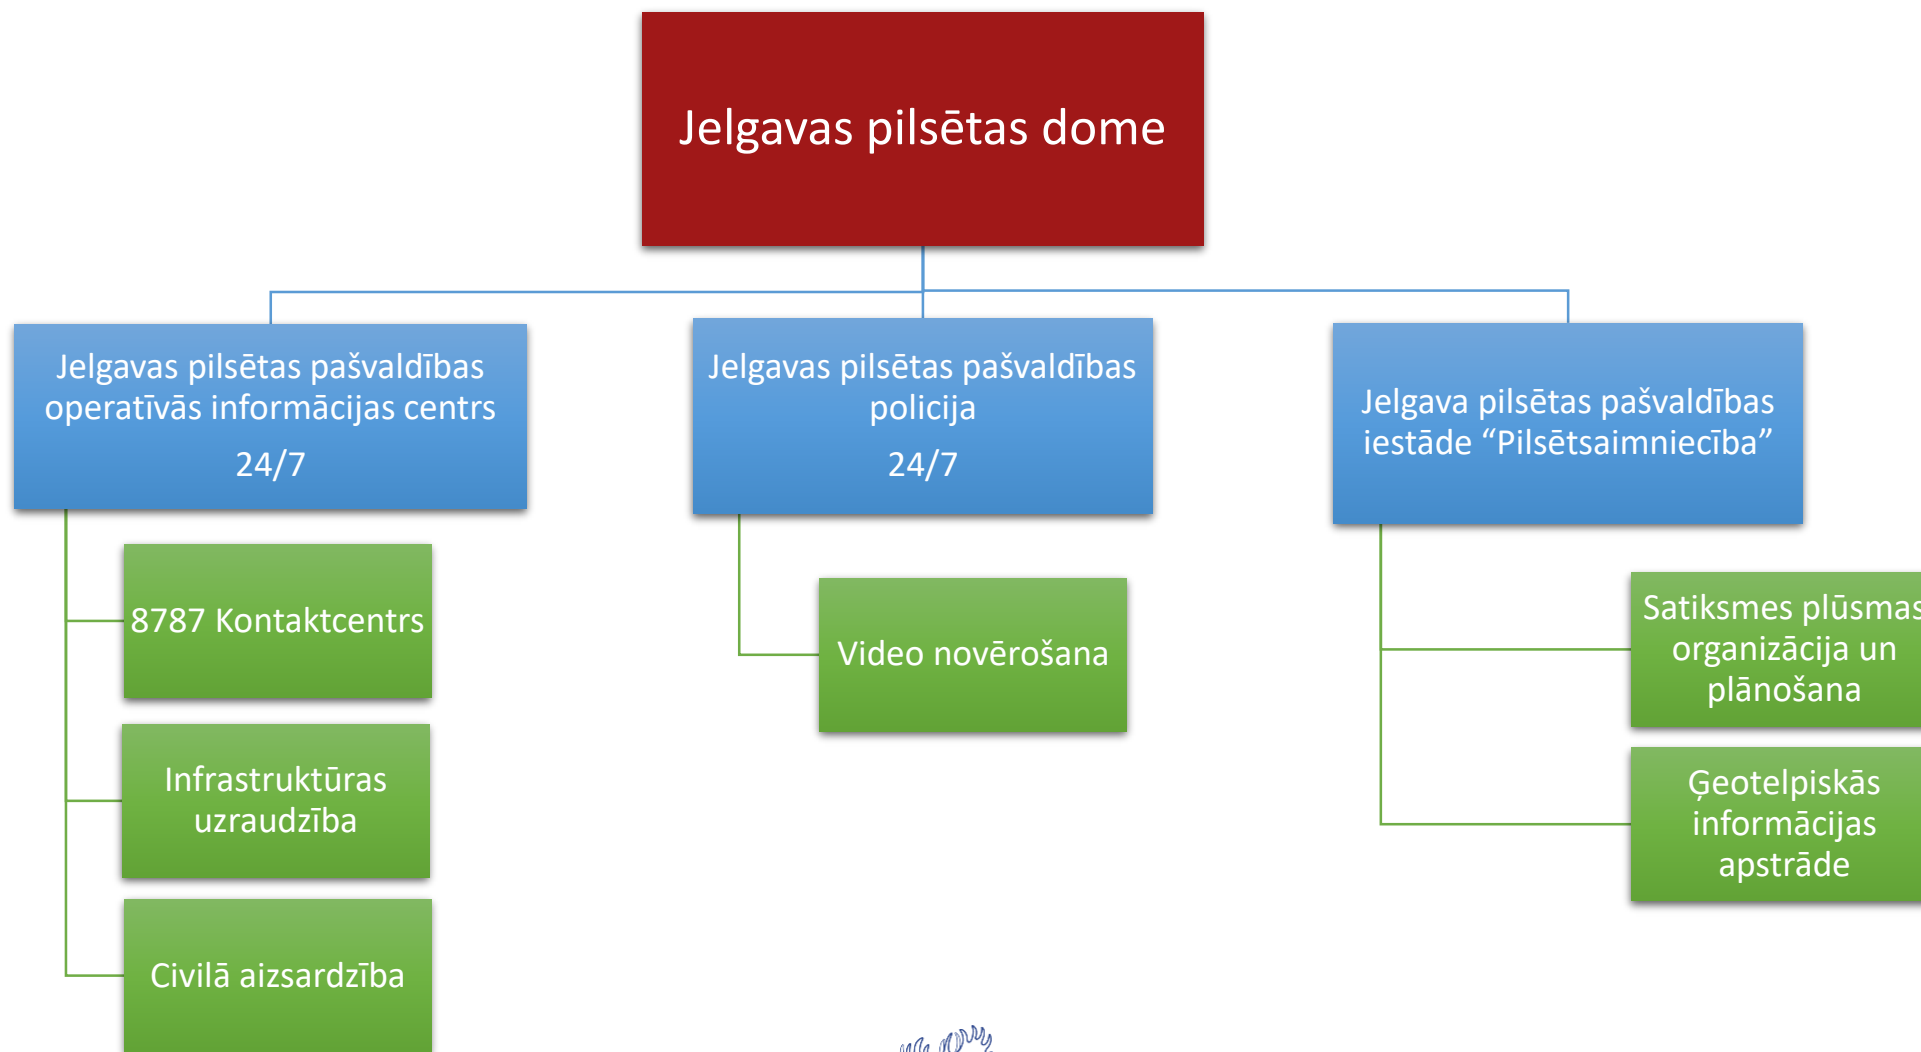 Jelgavas pilsētas dome
Jelgavas pilsētas pašvaldības
operatīvās informācijas centrs
24/7
8787 Kontaktcentrs
Infrastruktūras
uzraudzība
Civilā aizsardzība
Jelgavas pilsētas pašvaldības
policija
24/7
Video novērošana
Jelgava pilsētas pašvaldības
iestāde “Pilsētsaimniecība”
Satiksmes plūsmas
organizācija un
plānošana
Ģeotelpiskās
informācijas
apstrāde